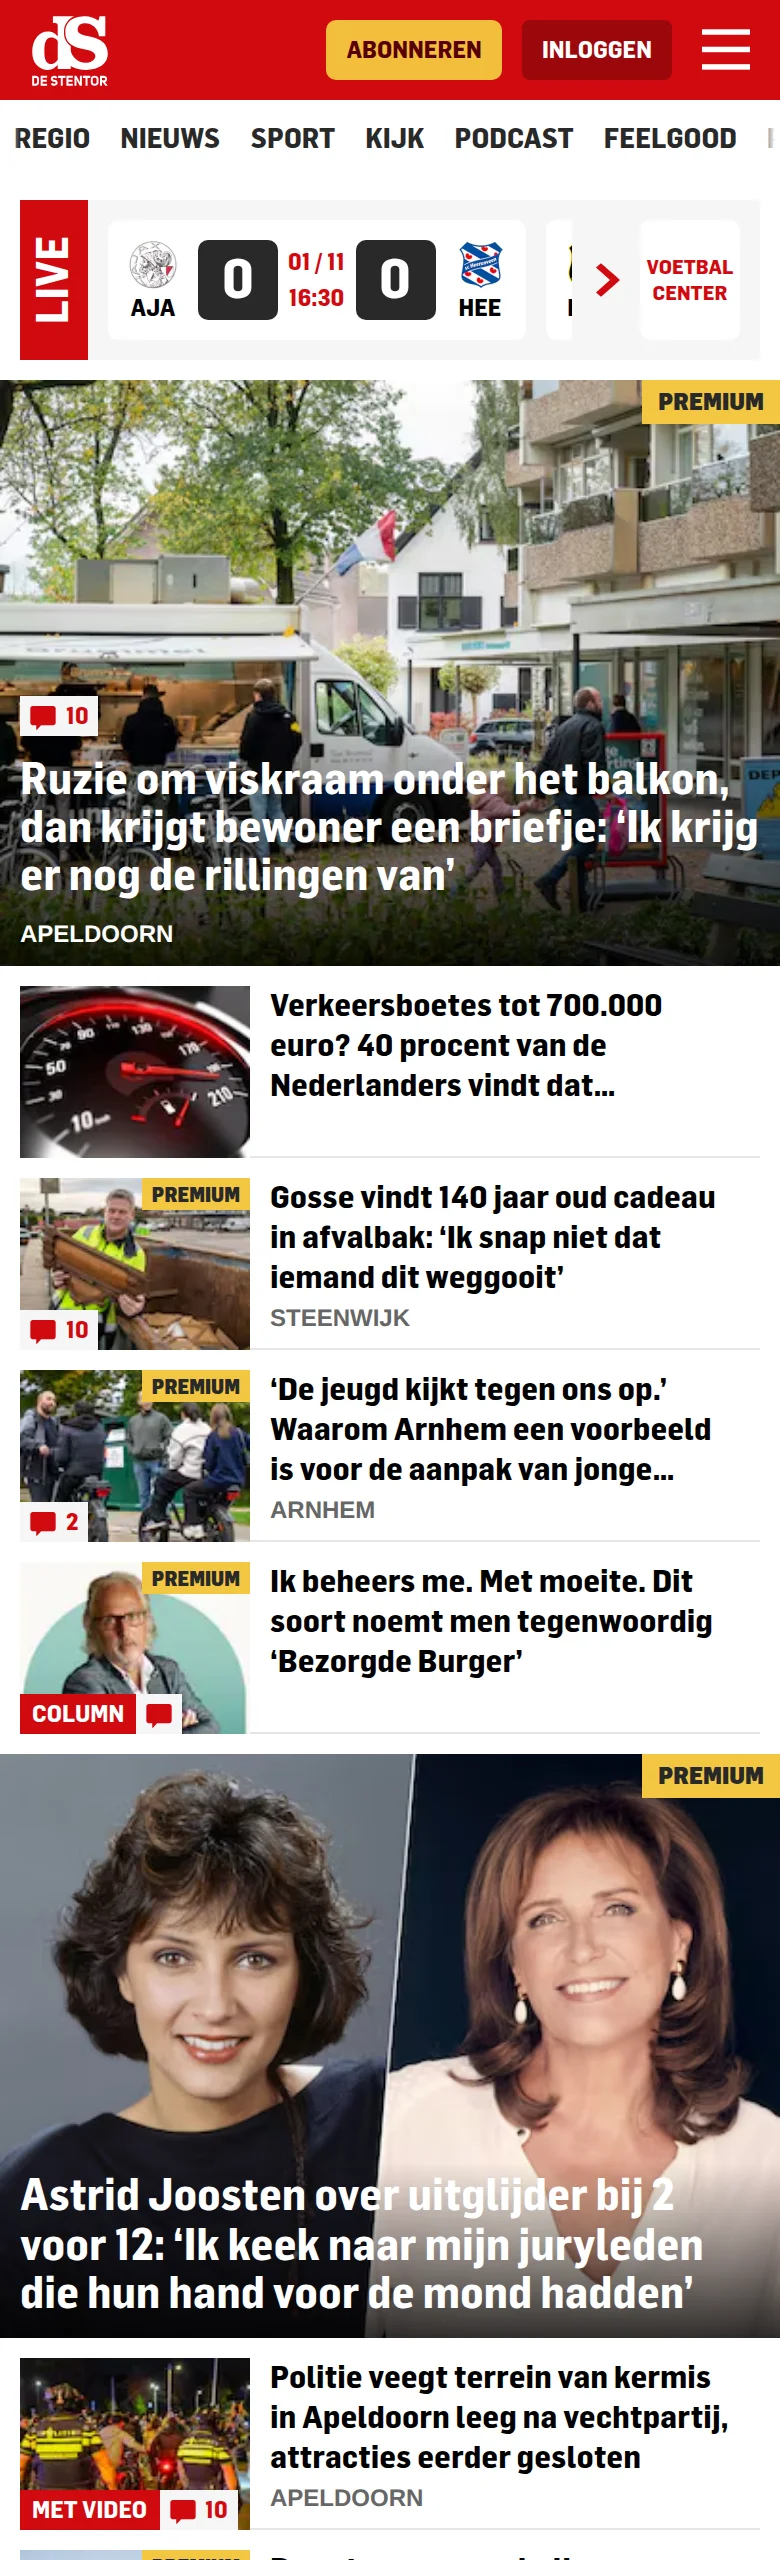 dS
DE STENTOR
ABONNEREN
INLOGGEN
REGIO NIEUWS SPORT KIJK PODCAST FEELGOOD
LIVE
AJA
0
01 / 11
16:30
0
HEE
VOETBAL
CENTER
PREMIUM
10
Ruzie om viskraam onder het balkon,
dan krijgt bewoner een briefje: ‘Ik krijg
er nog de rillingen van’
APELDOORN
Verkeersboetes tot 700.000
euro? 40 procent van de
Nederlanders vindt dat...
PREMIUM
10
Gosse vindt 140 jaar oud cadeau
in afvalbak: ‘Ik snap niet dat
iemand dit weggooit’
STEENWIJK
PREMIUM
2
‘De jeugd kijkt tegen ons op.’
Waarom Arnhem een voorbeeld
is voor de aanpak van jonge...
ARNHEM
PREMIUM
COLUMN
Ik beheers me. Met moeite. Dit
soort noemt men tegenwoordig
‘Bezorgde Burger’
PREMIUM
Astrid Joosten over uitglijder bij 2
voor 12: ‘Ik keek naar mijn juryleden
die hun hand voor de mond hadden’
MET VIDEO
10
Politie veegt terrein van kermis
in Apeldoorn leeg na vechtpartij,
attracties eerder gesloten
APELDOORN